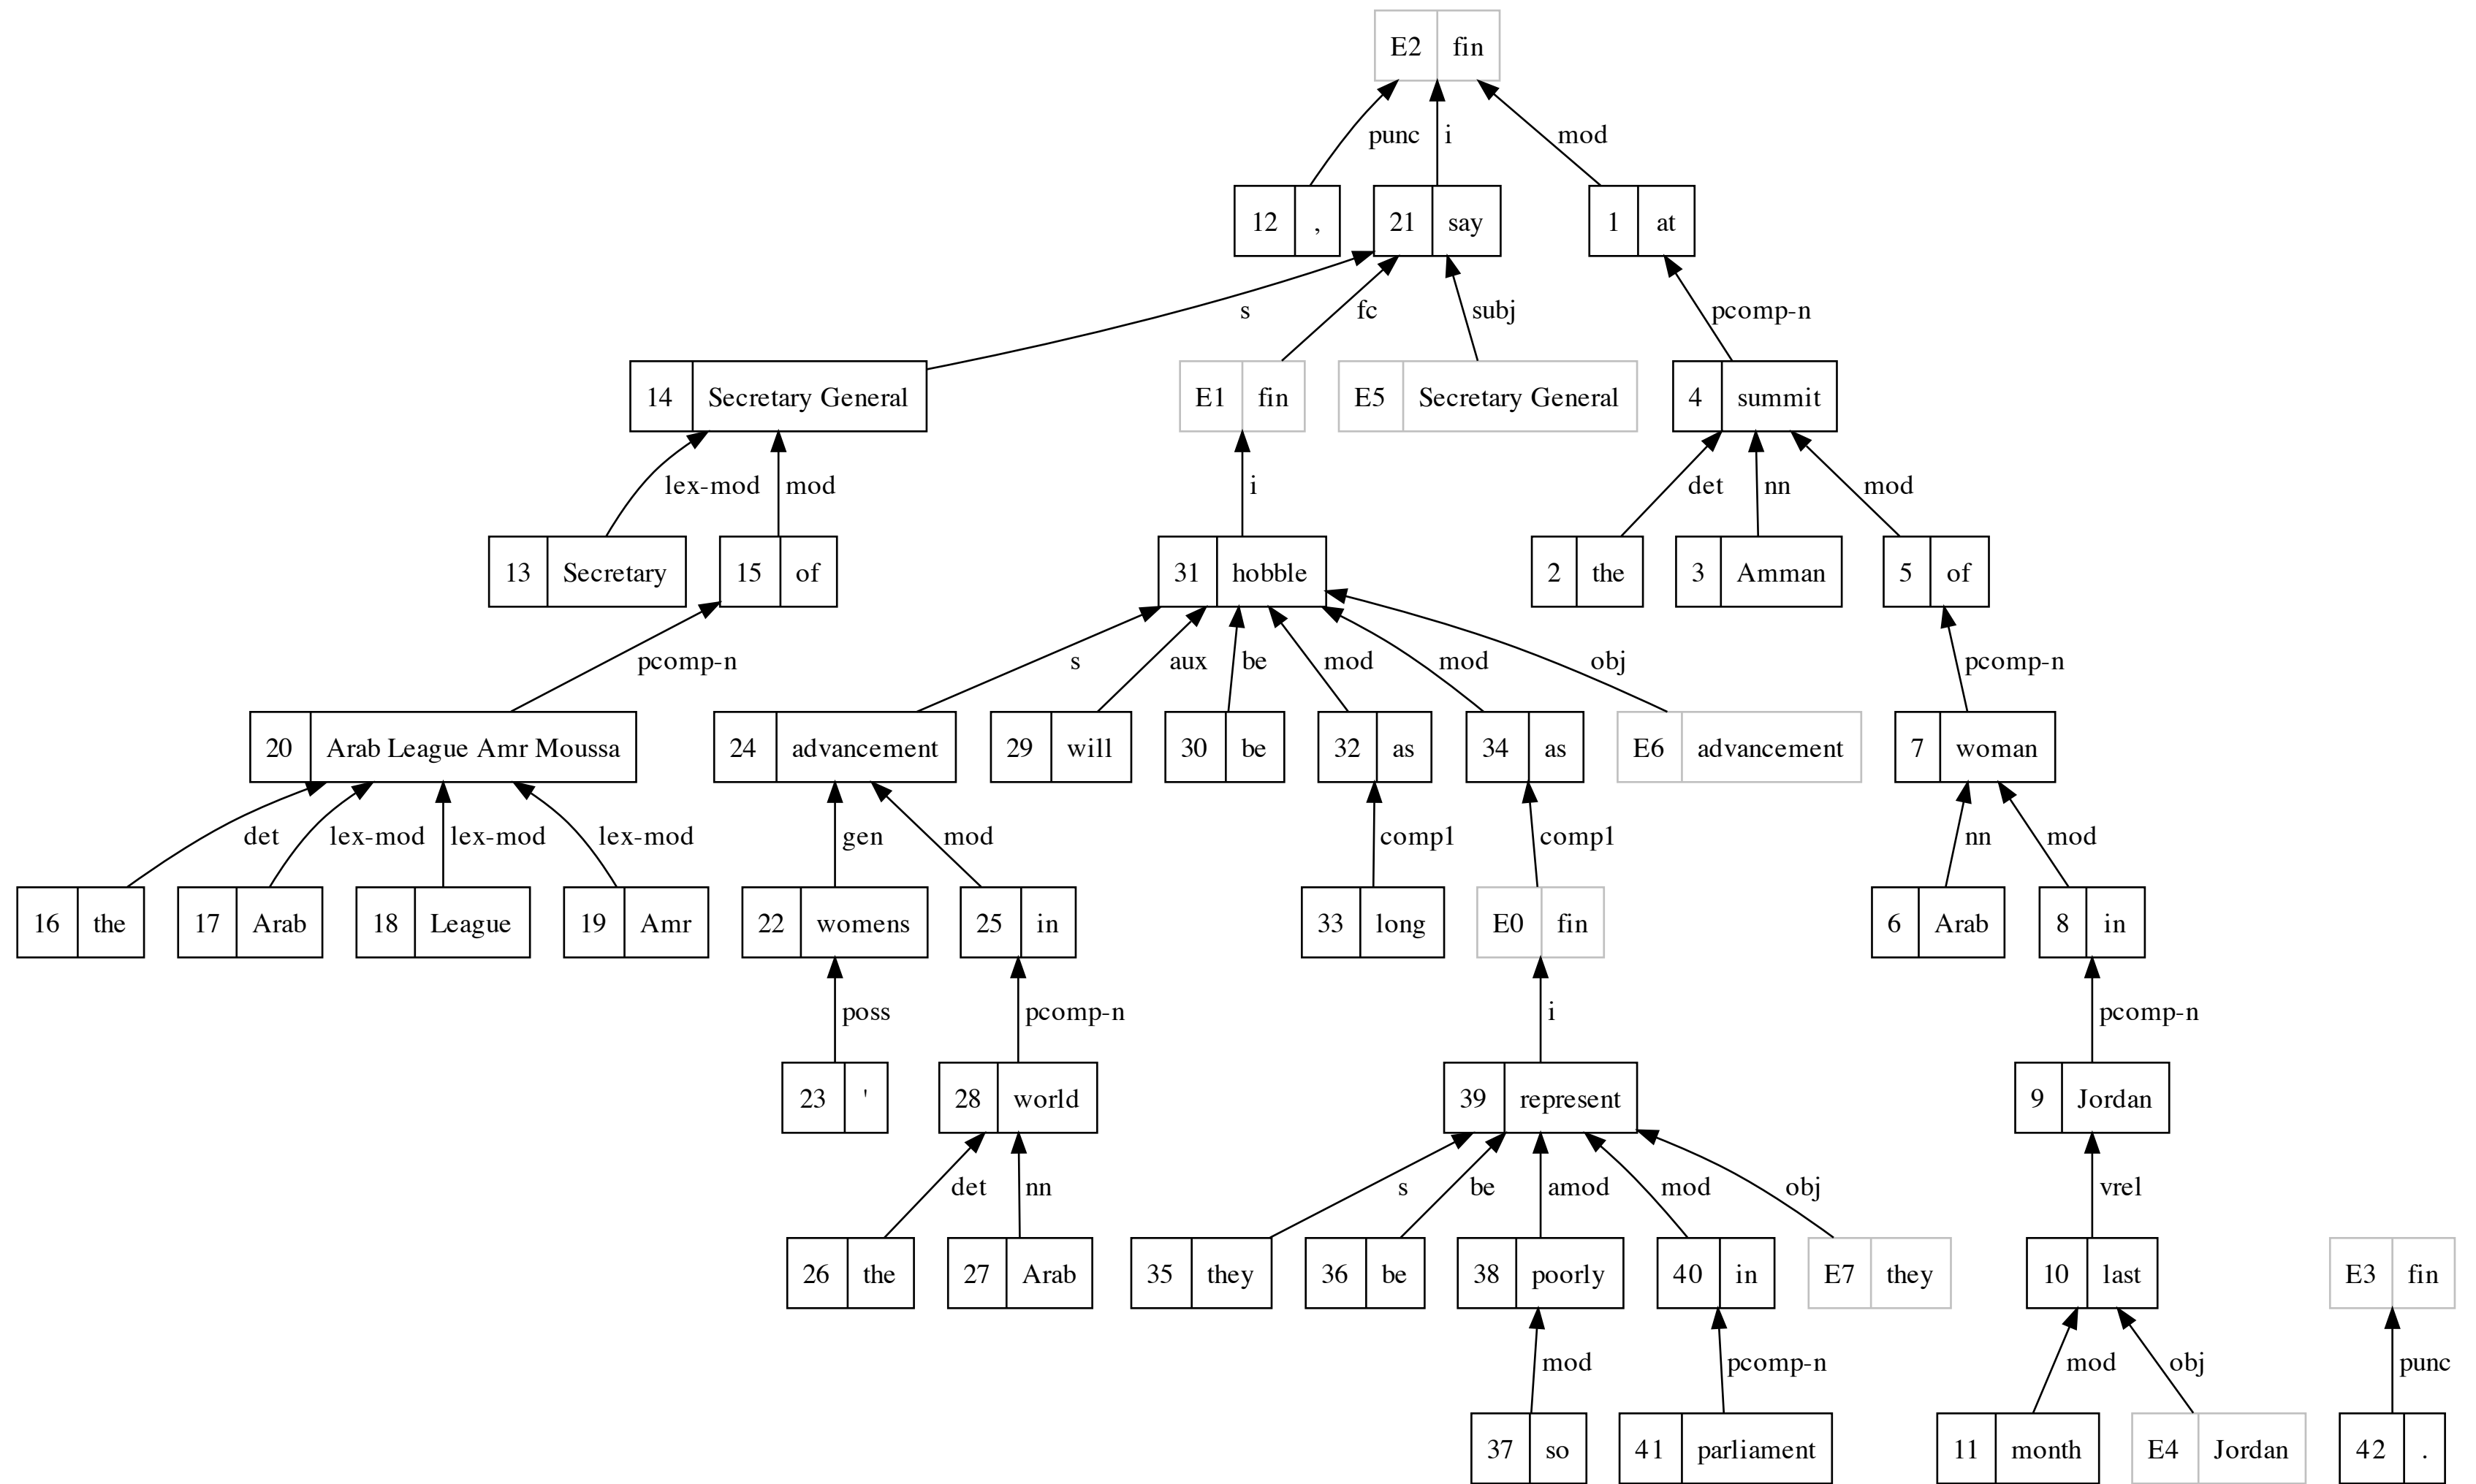 E2 fin
punc i mod
12 , 21 say 1 at
s fc subj pcomp-n
14 Secretary General E1 fin E5 Secretary General 4 summit
lex-mod mod i det nn mod
13 Secretary 15 of 31 hobble 2 the 3 Amman 5 of
pcomp-n s aux be mod mod obj pcomp-n
20 Arab League Amr Moussa 24 advancement 29 will 30 be 32 as 34 as E6 advancement 7 woman
det lex-mod lex-mod lex-mod gen mod comp1 comp1 nn mod
16 the 17 Arab 18 League 19 Amr 22 womens 25 in 33 long E0 fin 6 Arab 8 in
poss pcomp-n i pcomp-n
23 ' 28 world 39 represent 9 Jordan
det nn s be amod mod obj vrel
26 the 27 Arab 35 they 36 be 38 poorly 40 in E7 they 10 last E3 fin
mod pcomp-n mod obj punc
37 so 41 parliament 11 month E4 Jordan 42 .